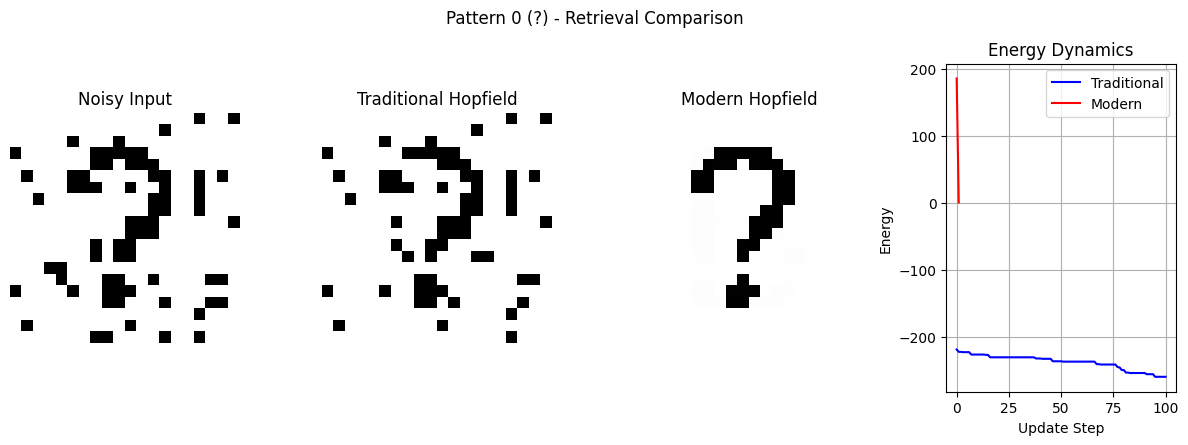 Pattern 0 (?) - Retrieval Comparison
Noisy Input
Traditional Hopfield
Modern Hopfield
Energy Dynamics
Traditional
Modern
200
100
0
−100
−200
Energy
0 25 50 75 100
Update Step
?
?
?